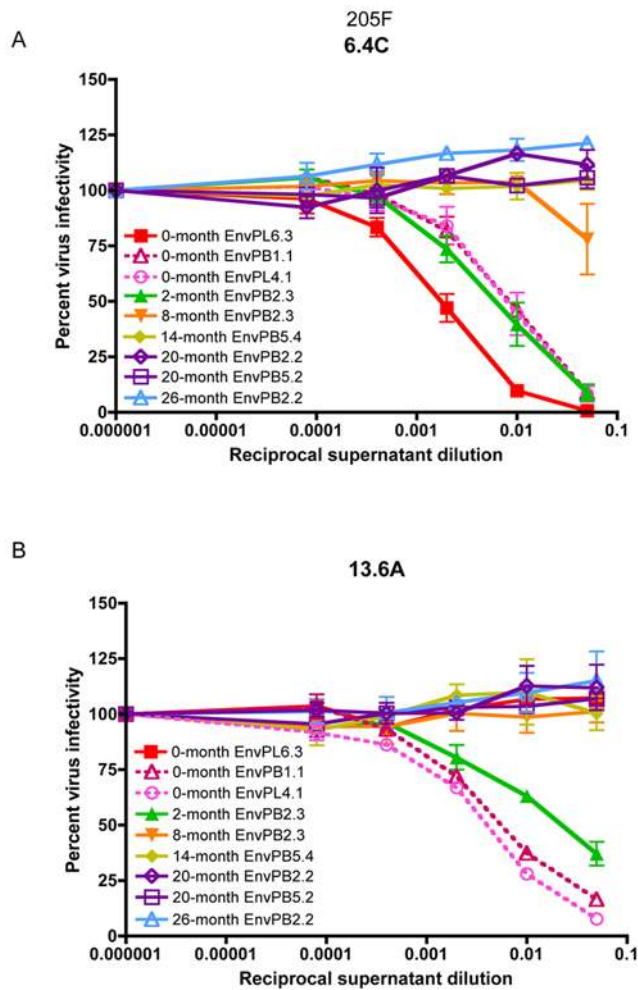 205F
A
6.4C
150
125
100
75
50
25
0
Percent virus infectivity
0-month EnvPL6.3
0-month EnvPB1.1
0-month EnvPL4.1
2-month EnvPB2.3
8-month EnvPB2.3
14-month EnvPB5.4
20-month EnvPB2.2
20-month EnvPB5.2
26-month EnvPB2.2
0.000001 0.00001 0.0001 0.001 0.01 0.1
Reciprocal supernatant dilution
B
13.6A
150
125
100
75
50
25
0
Percent virus infectivity
0-month EnvPL6.3
0-month EnvPB1.1
0-month EnvPL4.1
2-month EnvPB2.3
8-month EnvPB2.3
14-month EnvPB5.4
20-month EnvPB2.2
20-month EnvPB5.2
26-month EnvPB2.2
0.000001 0.00001 0.0001 0.001 0.01 0.1
Reciprocal supernatant dilution